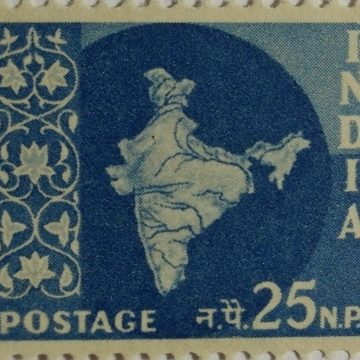 INDIA
POSTAGE न.पै. 25 N.P